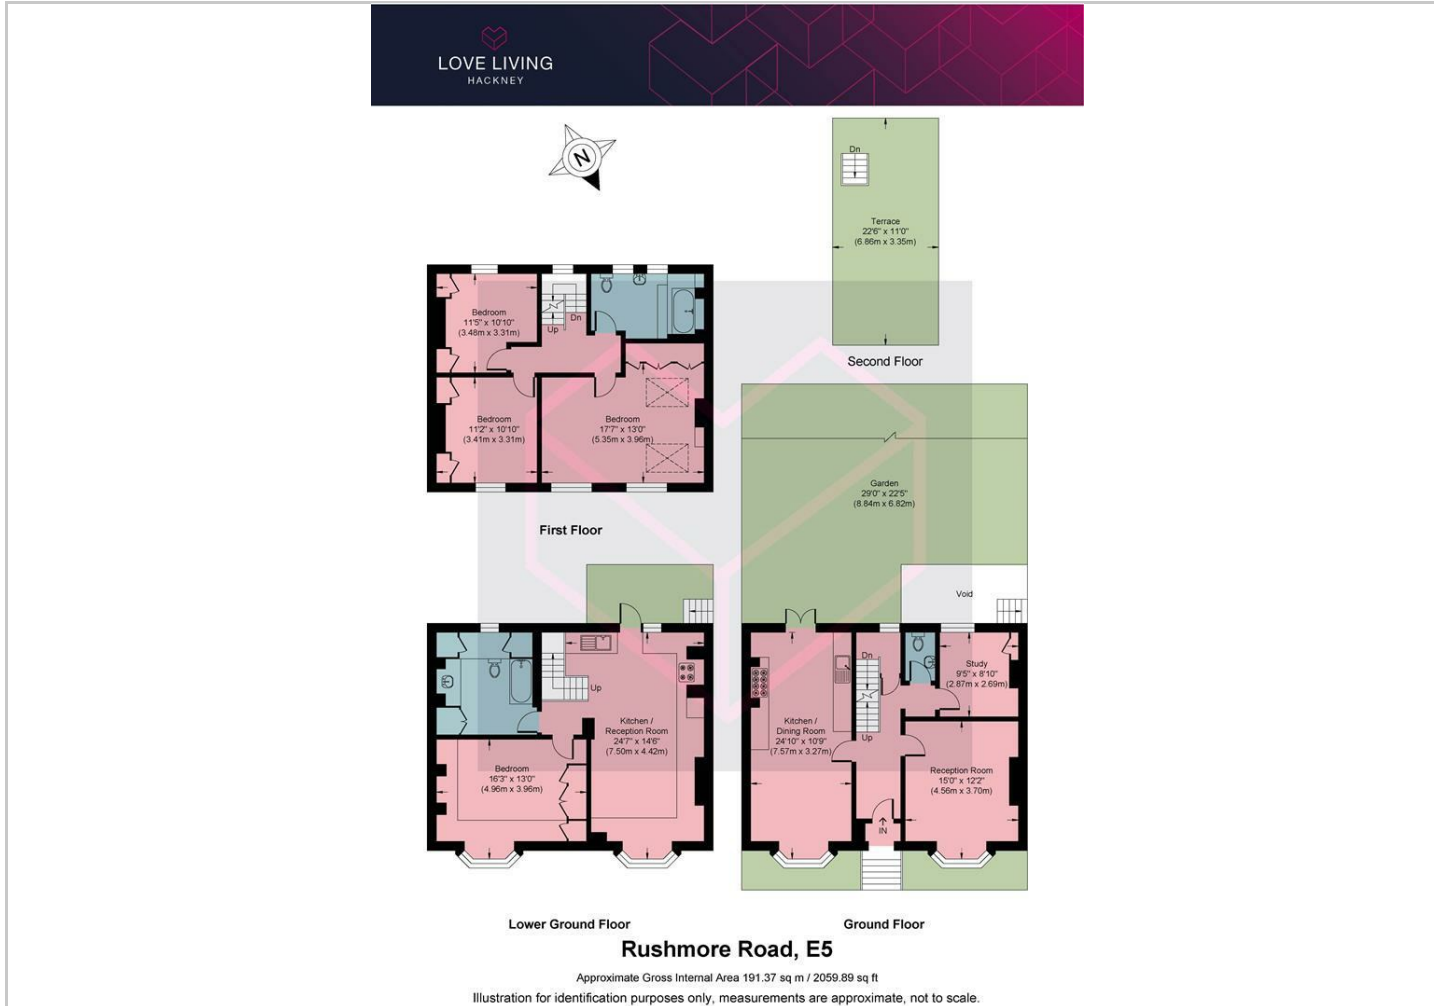 LOVE LIVING
HACKNEY
N
Dn
Terrace
22'6" x 11'0"
(6.86m x 3.35m)
Second Floor
Bedroom
11'5" x 10'10"
(3.48m x 3.31m)
Up
Dn
Bedroom
11'2" x 10'10"
(3.41m x 3.31m)
Bedroom
17'7" x 13'0"
(5.35m x 3.96m)
First Floor
Garden
29'0" x 22'5"
(8.84m x 6.82m)
Void
Up
Kitchen /
Reception Room
24'7" x 14'6"
(7.50m x 4.42m)
Bedroom
16'3" x 13'0"
(4.96m x 3.96m)
Lower Ground Floor
Dn
Up
Kitchen /
Dining Room
24'10" x 10'9"
(7.57m x 3.27m)
Study
9'5" x 8'10"
(2.87m x 2.69m)
Reception Room
15'0" x 12'2"
(4.56m x 3.70m)
IN
Ground Floor
Rushmore Road, E5
Approximate Gross Internal Area 191.37 sq m / 2059.89 sq ft
Illustration for identification purposes only, measurements are approximate, not to scale.